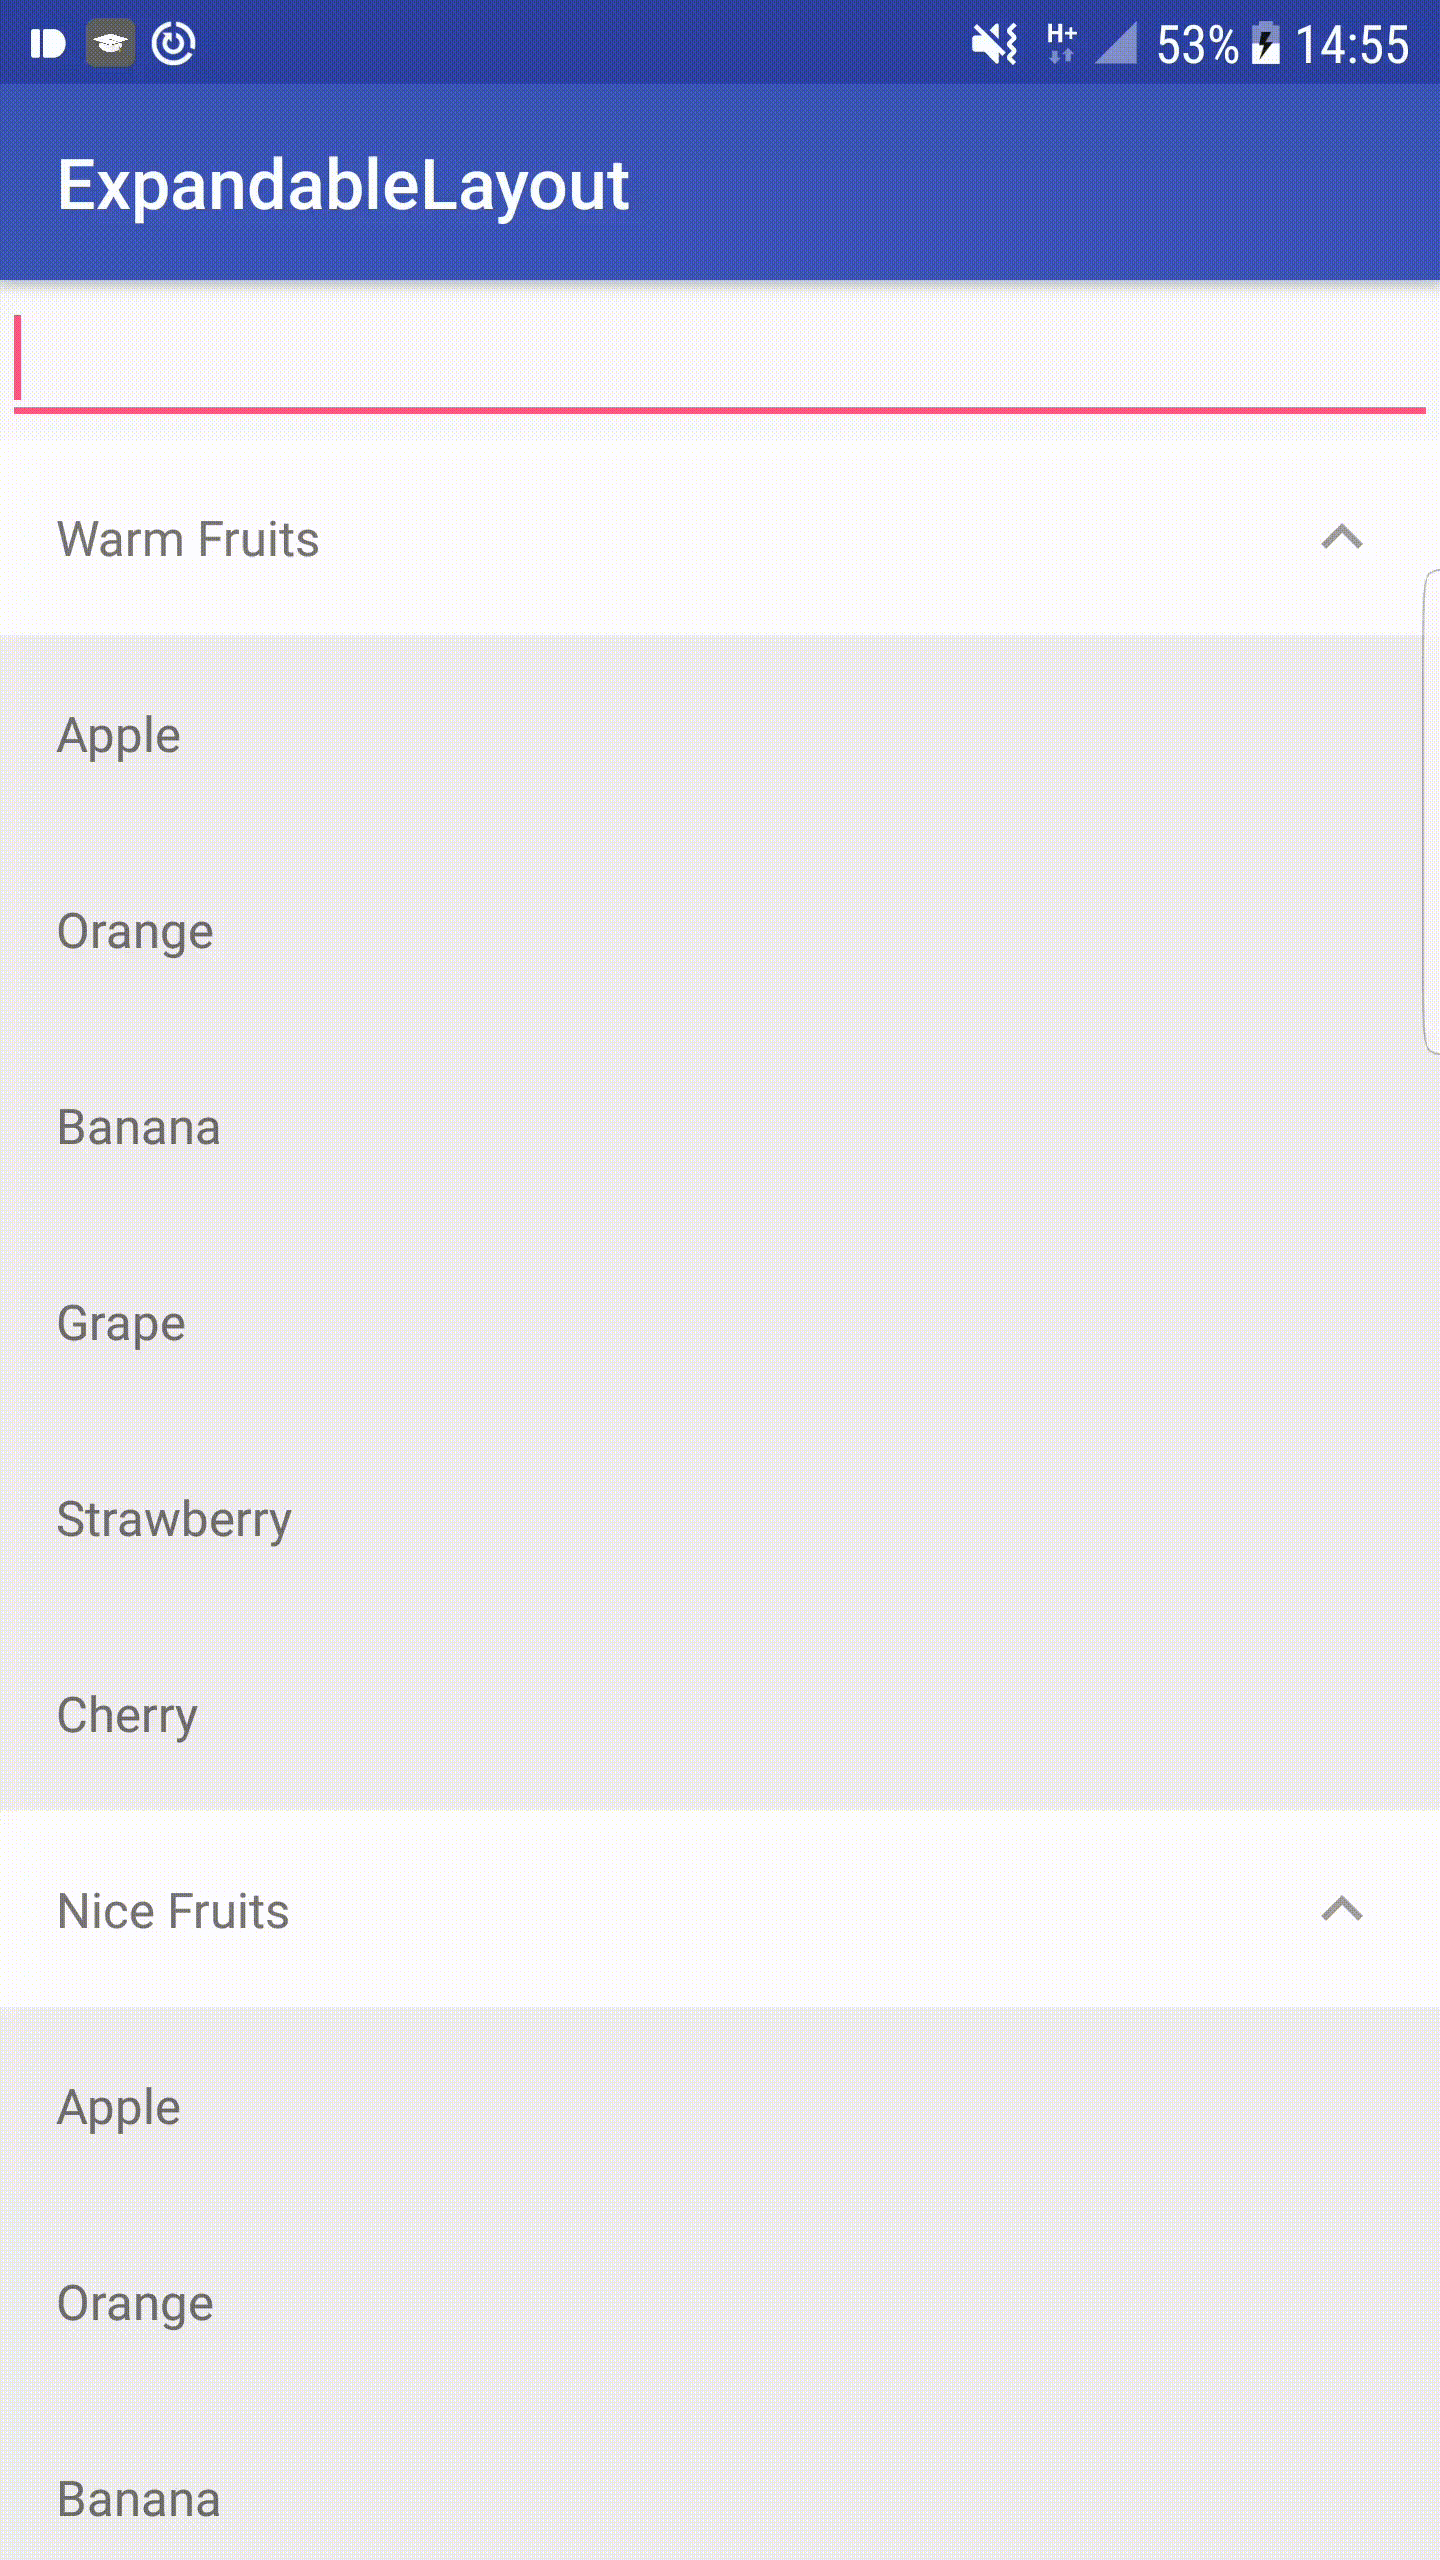 H+ 53% 14:55
ExpandableLayout
Warm Fruits
Apple
Orange
Banana
Grape
Strawberry
Cherry
Nice Fruits
Apple
Orange
Banana